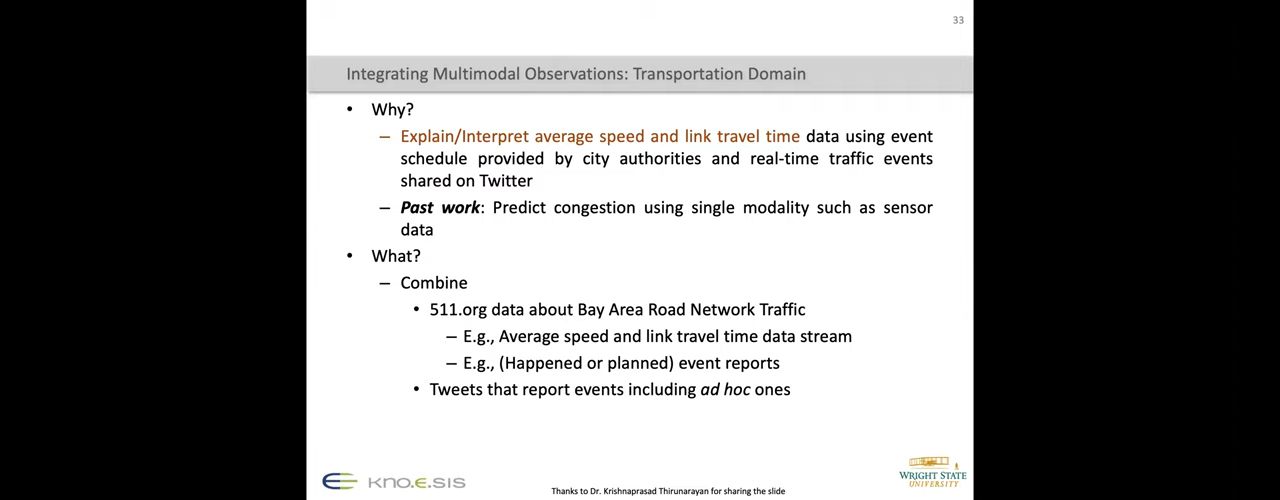 33
Integrating Multimodal Observations: Transportation Domain
• Why?
– Explain/Interpret average speed and link travel time data using event
schedule provided by city authorities and real-time traffic events
shared on Twitter
– Past work: Predict congestion using single modality such as sensor
data
• What?
– Combine
• 511.org data about Bay Area Road Network Traffic
– E.g., Average speed and link travel time data stream
– E.g., (Happened or planned) event reports
• Tweets that report events including ad hoc ones
kno.e.sis
WRIGHT STATE
UNIVERSITY
Thanks to Dr. Krishnaprasad Thirunarayan for sharing the slide